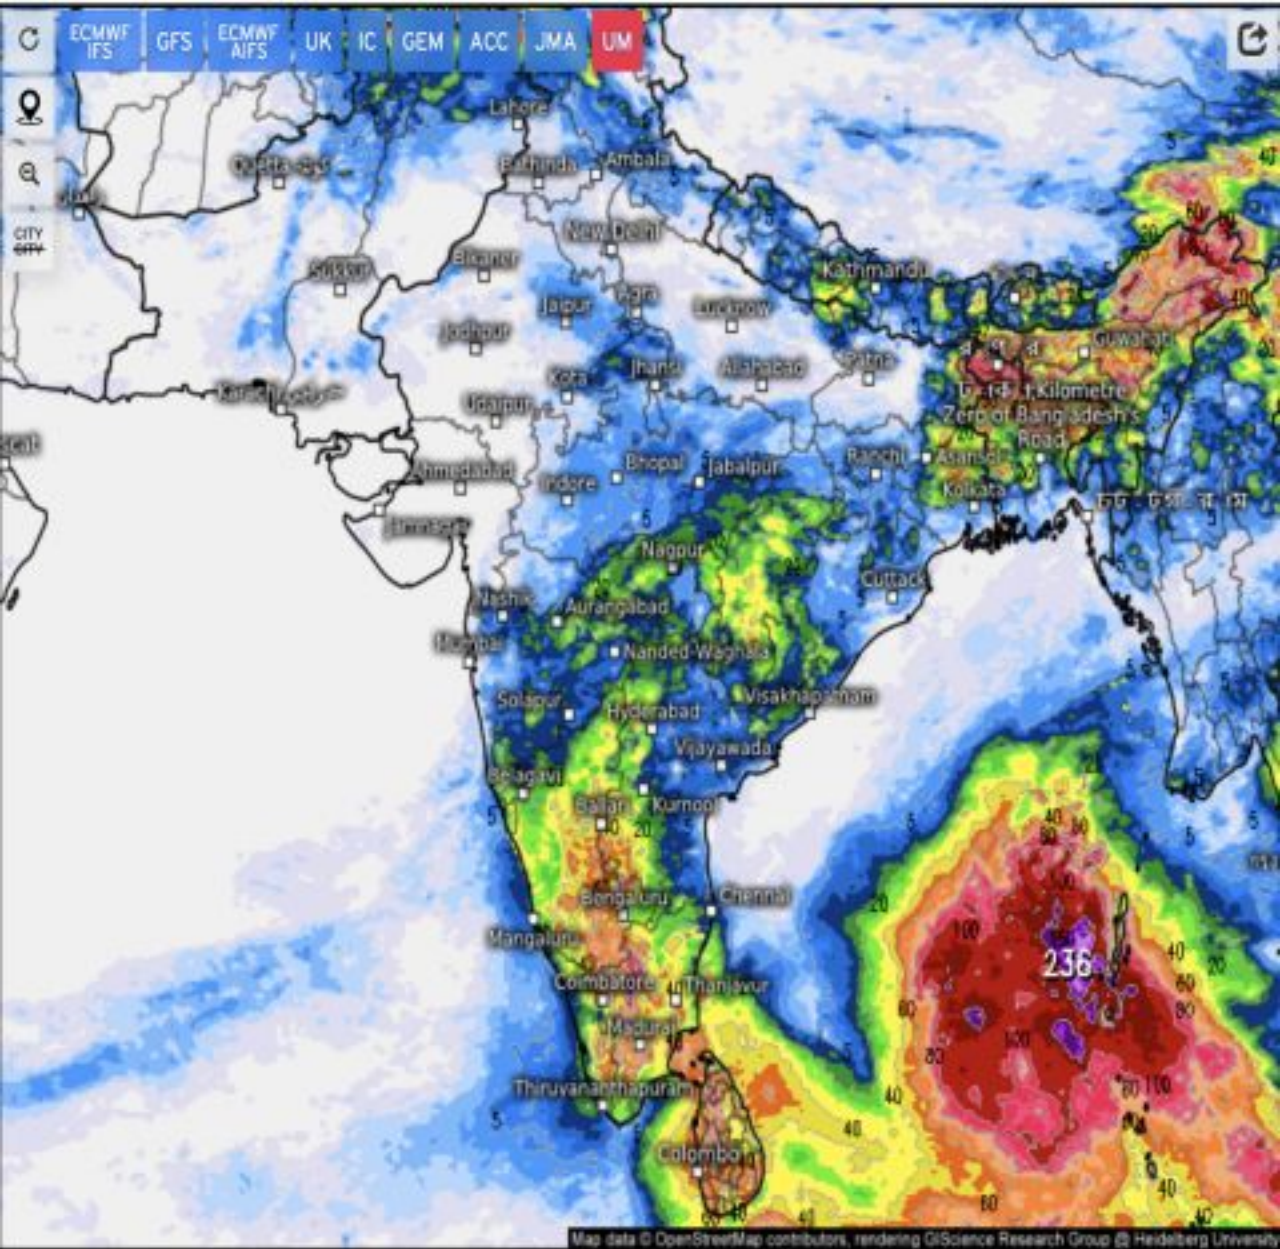 ECMWF IFS
GFS
ECMWF AIFS
UK
IC
GEM
ACC
JMA
UM
CITY
CITY
Lahore
Quetta
Bathinda
Ambala
New Delhi
Sukkur
Bikaner
Kathmandu
Jaipur
Agra
Lucknow
Jodhpur
Guwahati
Kota
Jhansi
Allahabad
Patna
Karachi
Udaipur
Kilometre
Zero of Bangladesh's
Road
scat
Ahmedabad
Indore
Bhopal
Jabalpur
Ranchi
Asansol
Kolkata
Jamnagar
Nagpur
Cuttack
Nashik
Aurangabad
Mumbai
Nanded-Waghala
Solapur
Hyderabad
Visakhapatnam
Vijayawada
Belagavi
Ballari
Kurnool
Bengaluru
Chennai
Mangaluru
236
Coimbatore
Thanjavur
Madurai
Thiruvananthapuram
Colombo
Map data © OpenStreetMap contributors, rendering GIScience Research Group @ Heidelberg University